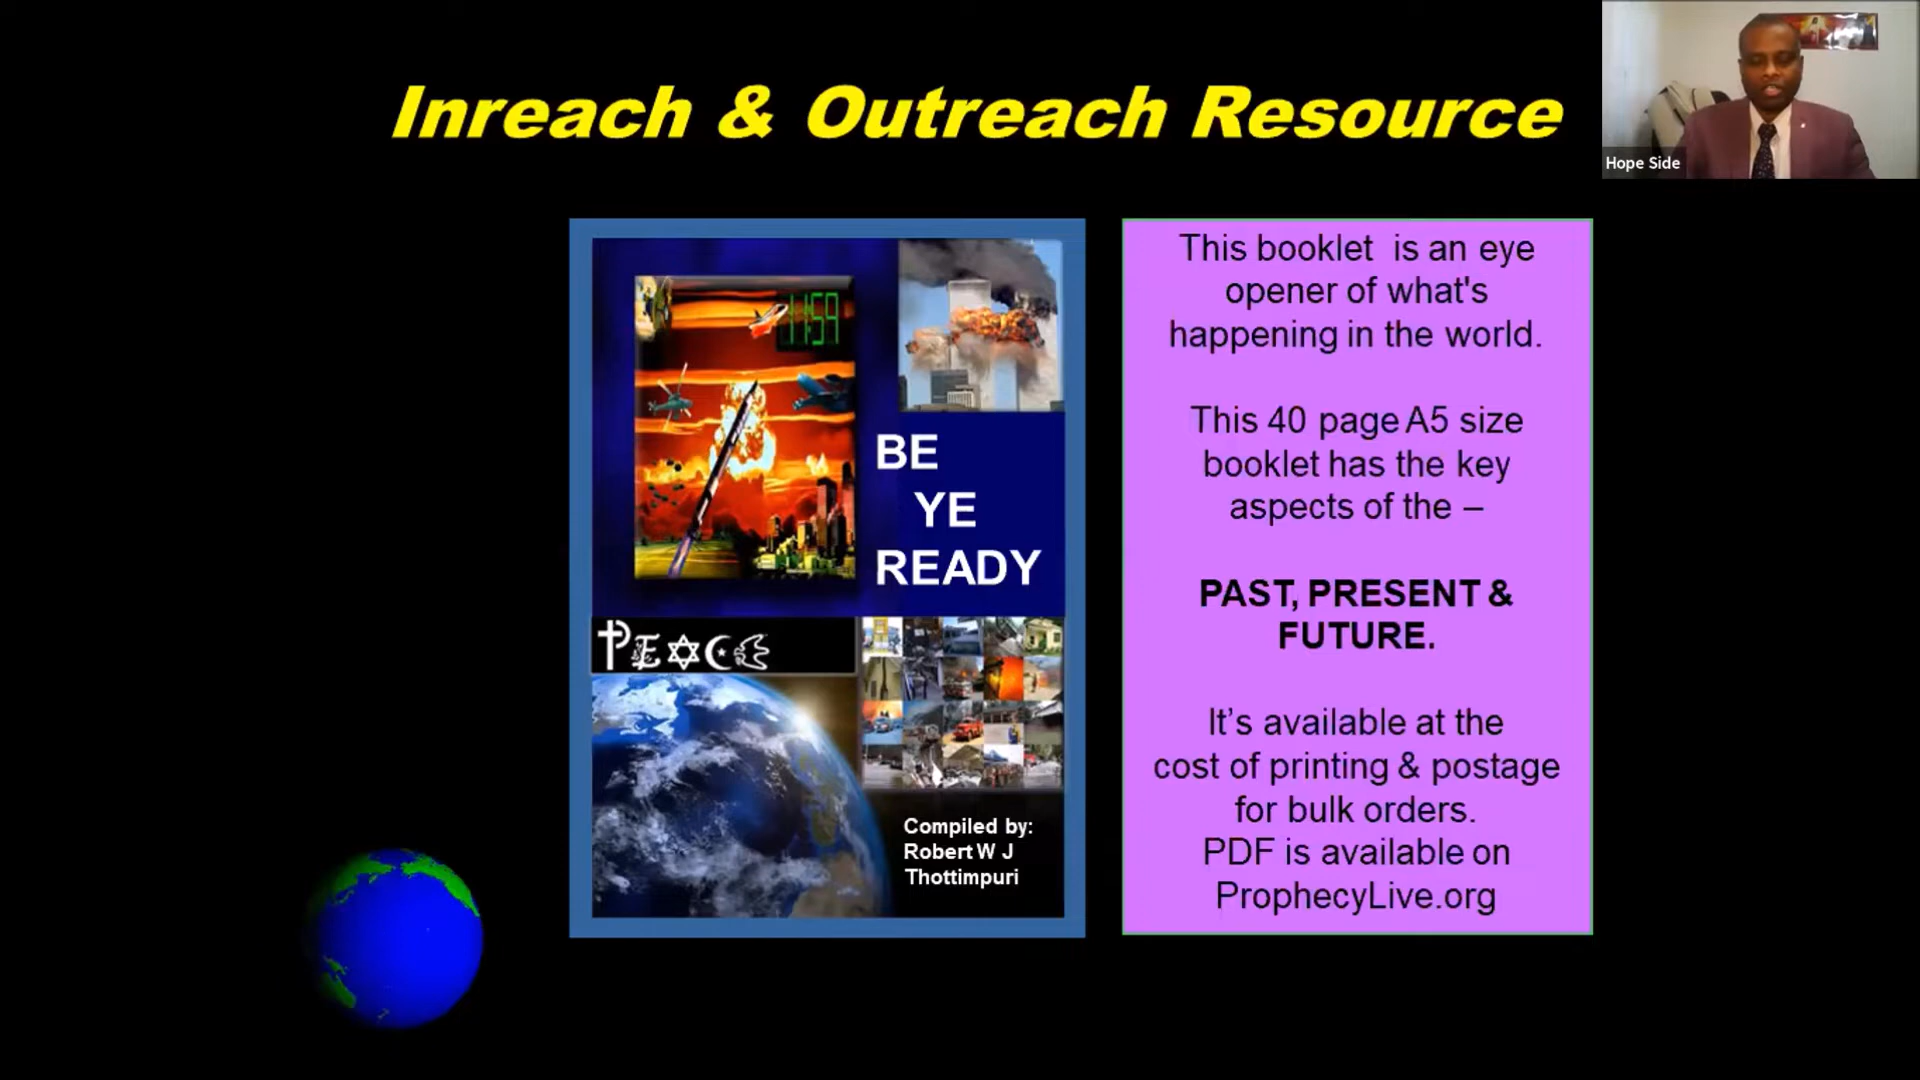 Inreach & Outreach Resource
Hope Side
11:59
BE
YE
READY
PEACE
Compiled by:
Robert W J
Thottimpuri
This booklet is an eye
opener of what's
happening in the world.
This 40 page A5 size
booklet has the key
aspects of the –
PAST, PRESENT &
FUTURE.
It’s available at the
cost of printing & postage
for bulk orders.
PDF is available on
ProphecyLive.org